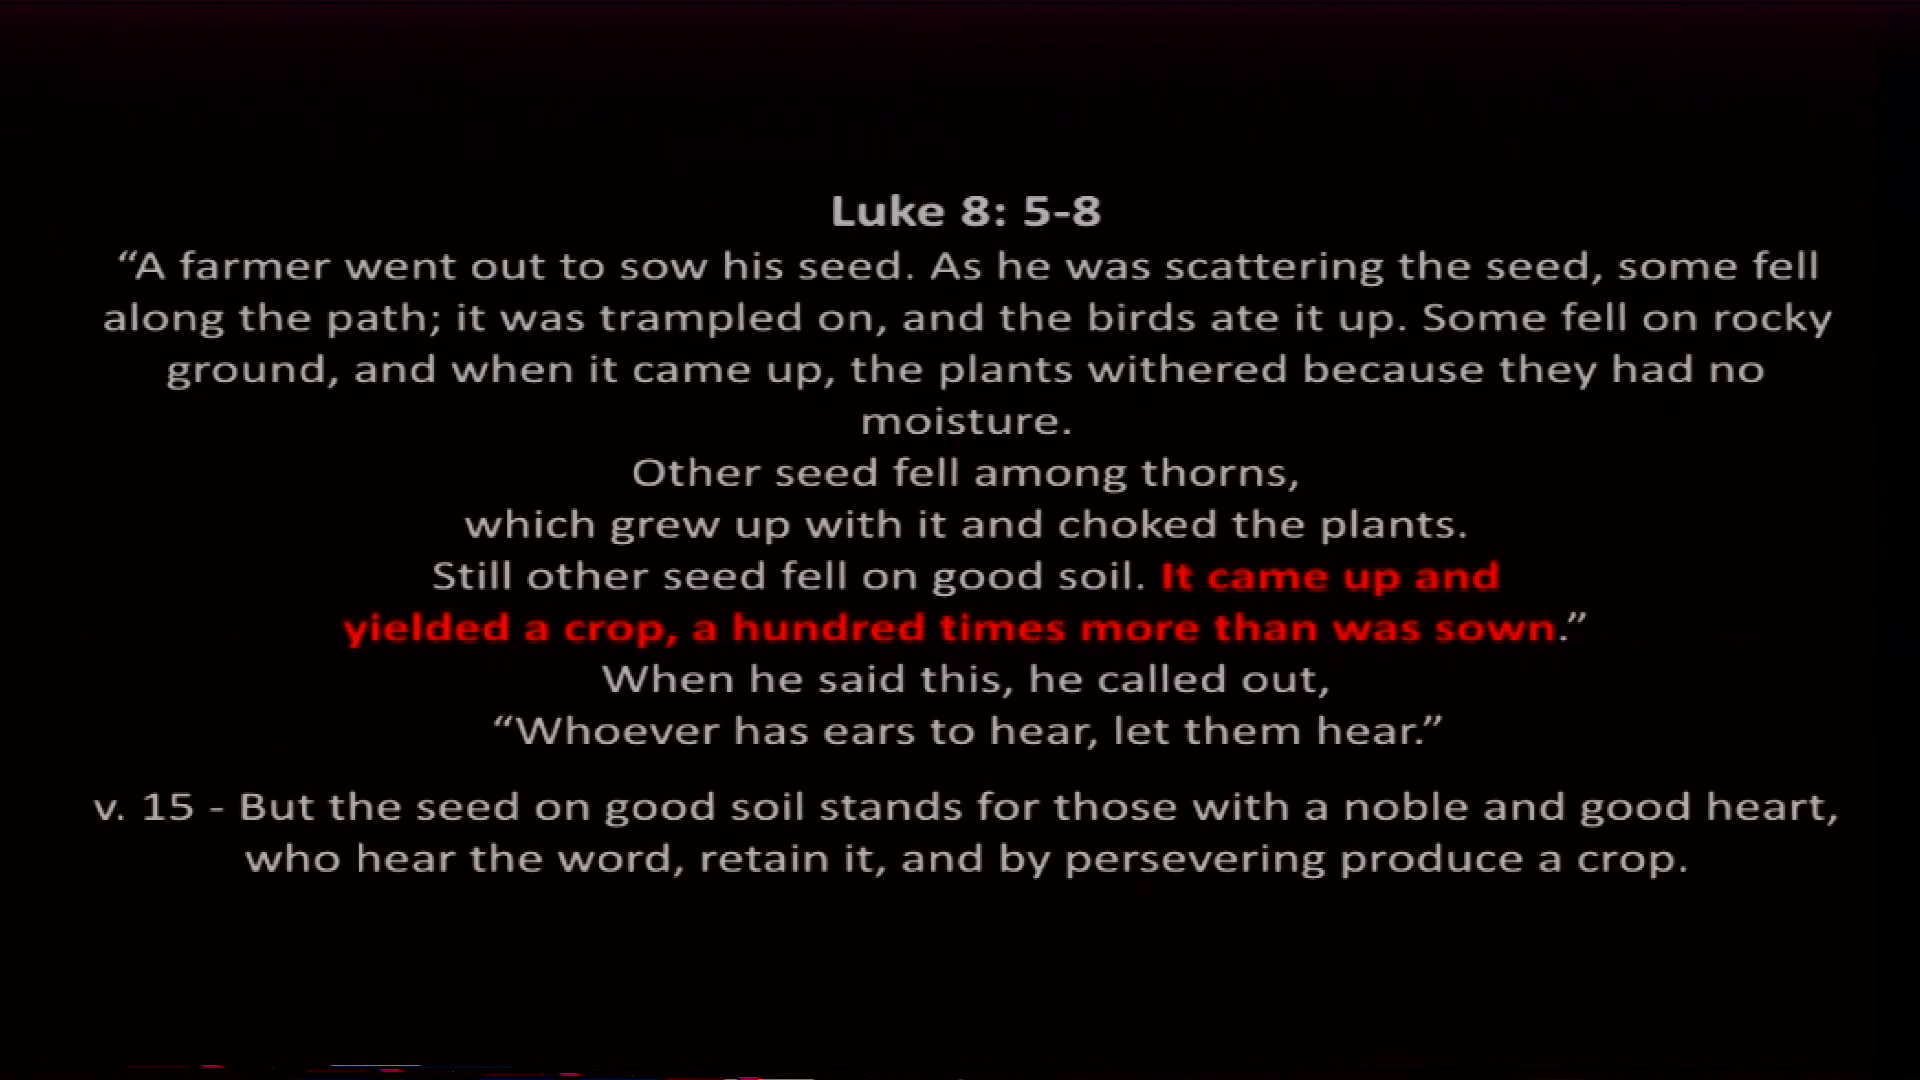 Luke 8: 5-8
“A farmer went out to sow his seed. As he was scattering the seed, some fell
along the path; it was trampled on, and the birds ate it up. Some fell on rocky
ground, and when it came up, the plants withered because they had no
moisture.
Other seed fell among thorns,
which grew up with it and choked the plants.
Still other seed fell on good soil. It came up and
yielded a crop, a hundred times more than was sown.”
When he said this, he called out,
“Whoever has ears to hear, let them hear.”
v. 15 - But the seed on good soil stands for those with a noble and good heart,
who hear the word, retain it, and by persevering produce a crop.